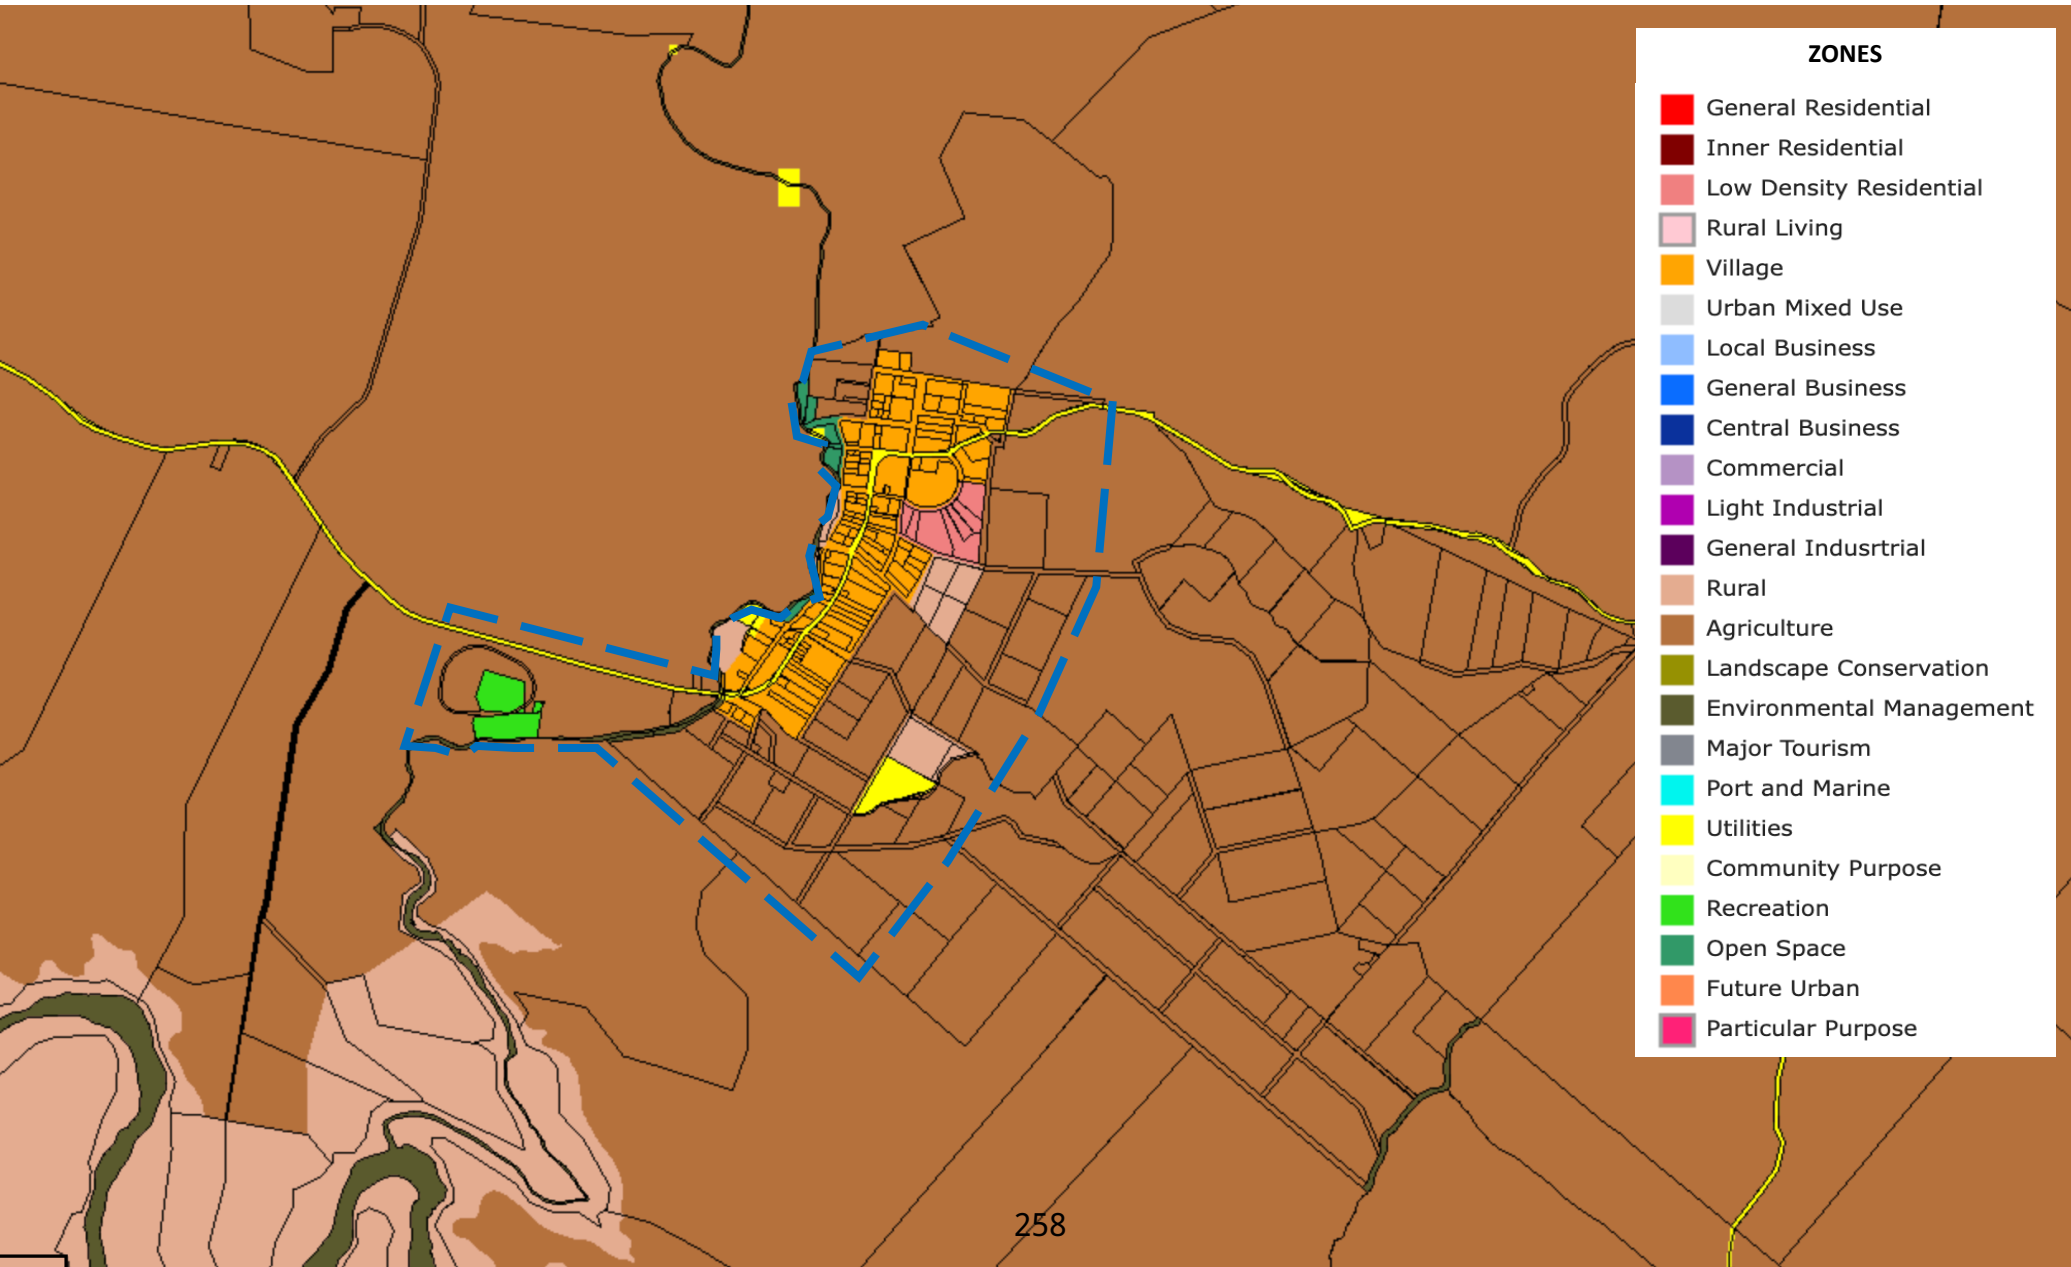 ZONES
General Residential
Inner Residential
Low Density Residential
Rural Living
Village
Urban Mixed Use
Local Business
General Business
Central Business
Commercial
Light Industrial
General Indusrtrial
Rural
Agriculture
Landscape Conservation
Environmental Management
Major Tourism
Port and Marine
Utilities
Community Purpose
Recreation
Open Space
Future Urban
Particular Purpose
258